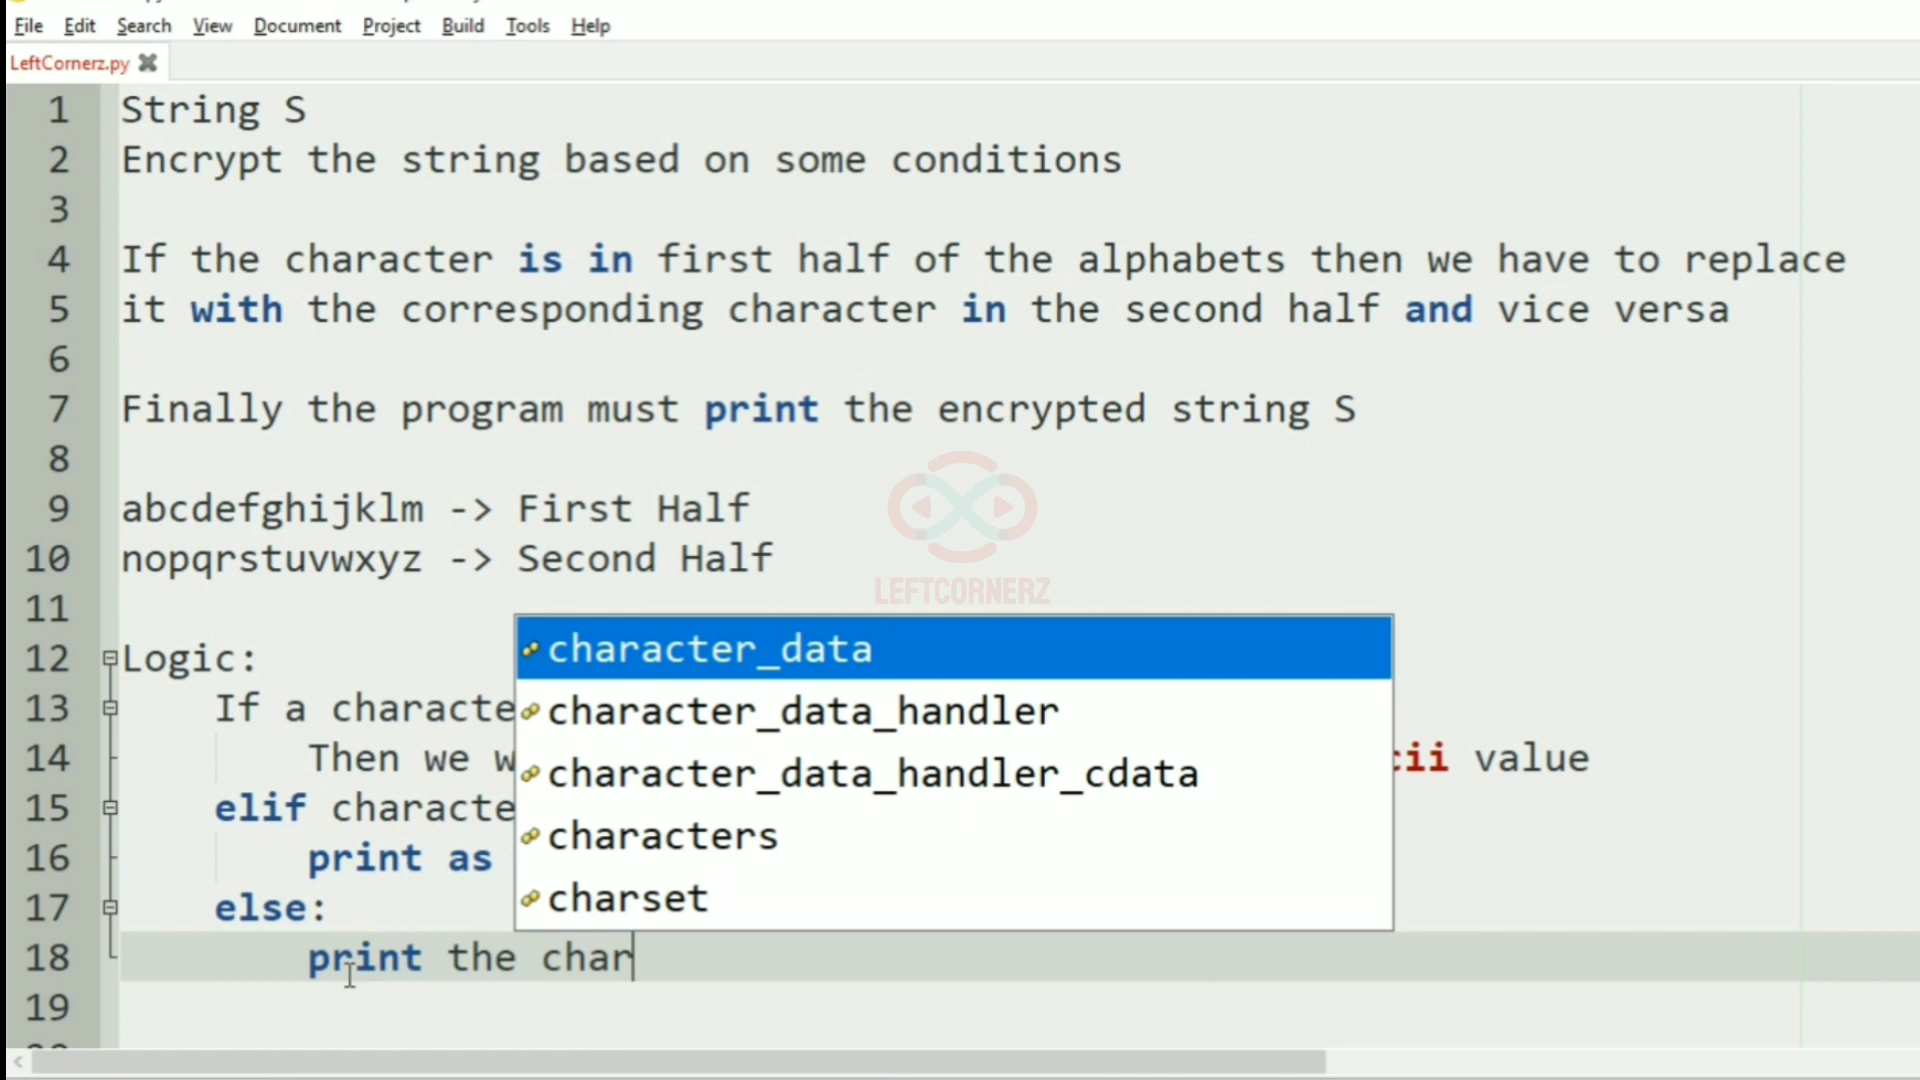 File Edit Search View Document Project Build Tools Help
LeftCornerz.py
1 String S
2 Encrypt the string based on some conditions
3
4 If the character is in first half of the alphabets then we have to replace
5 it with the corresponding character in the second half and vice versa
6
7 Finally the program must print the encrypted string S
8
9 abcdefghijklm -> First Half
10 nopqrstuvwxyz -> Second Half
LEFTCORNERZ
11
12 Logic:
character_data
13 If a characte
character_data_handler
14 Then we cii value
character_data_handler_cdata
15 elif characte
characters
16 print as
17 else:
charset
18 print the char
19